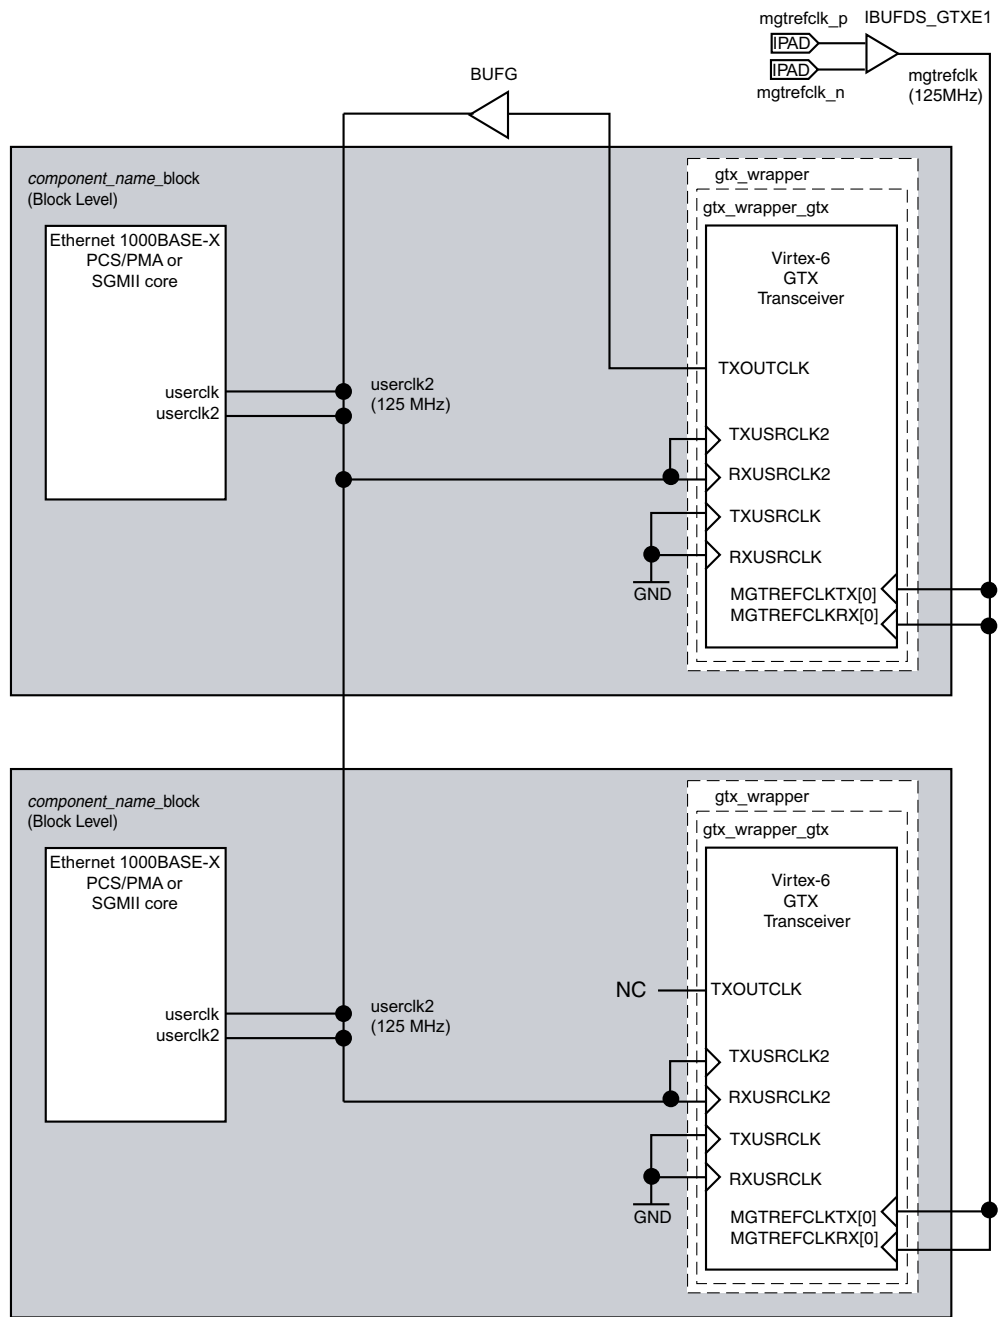 mgtrefclk_p
IBUFDS_GTXE1
IPAD
IPAD
mgtrefclk_n
mgtrefclk
(125MHz)
BUFG
component_name_block
(Block Level)
gtx_wrapper
gtx_wrapper_gtx
Ethernet 1000BASE-X
PCS/PMA or
SGMII core
Virtex-6
GTX
Transceiver
TXOUTCLK
userclk
userclk2
userclk2
(125 MHz)
TXUSRCLK2
RXUSRCLK2
TXUSRCLK
RXUSRCLK
GND
MGTREFCLKTX[0]
MGTREFCLKRX[0]
component_name_block
(Block Level)
gtx_wrapper
gtx_wrapper_gtx
Ethernet 1000BASE-X
PCS/PMA or
SGMII core
Virtex-6
GTX
Transceiver
NC
TXOUTCLK
userclk
userclk2
userclk2
(125 MHz)
TXUSRCLK2
RXUSRCLK2
TXUSRCLK
RXUSRCLK
GND
MGTREFCLKTX[0]
MGTREFCLKRX[0]